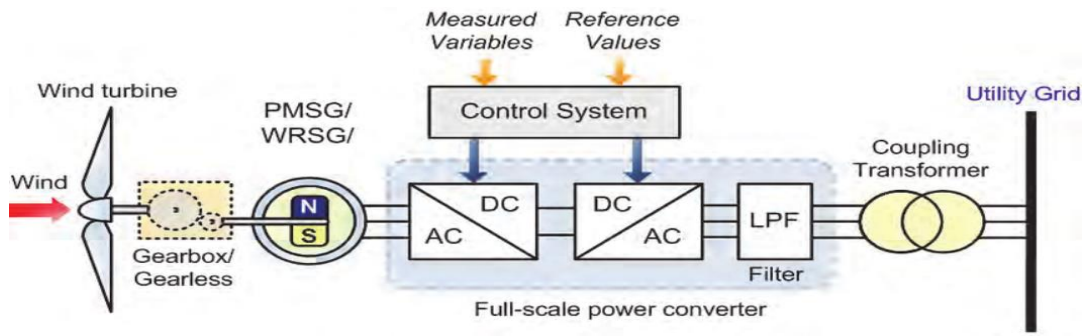 Measured
Variables
Reference
Values
Wind turbine
PMSG/
WRSG/
Control System
Utility Grid
Coupling
Transformer
Wind
N
S
AC
DC
DC
AC
LPF
Gearbox/
Gearless
Filter
Full-scale power converter